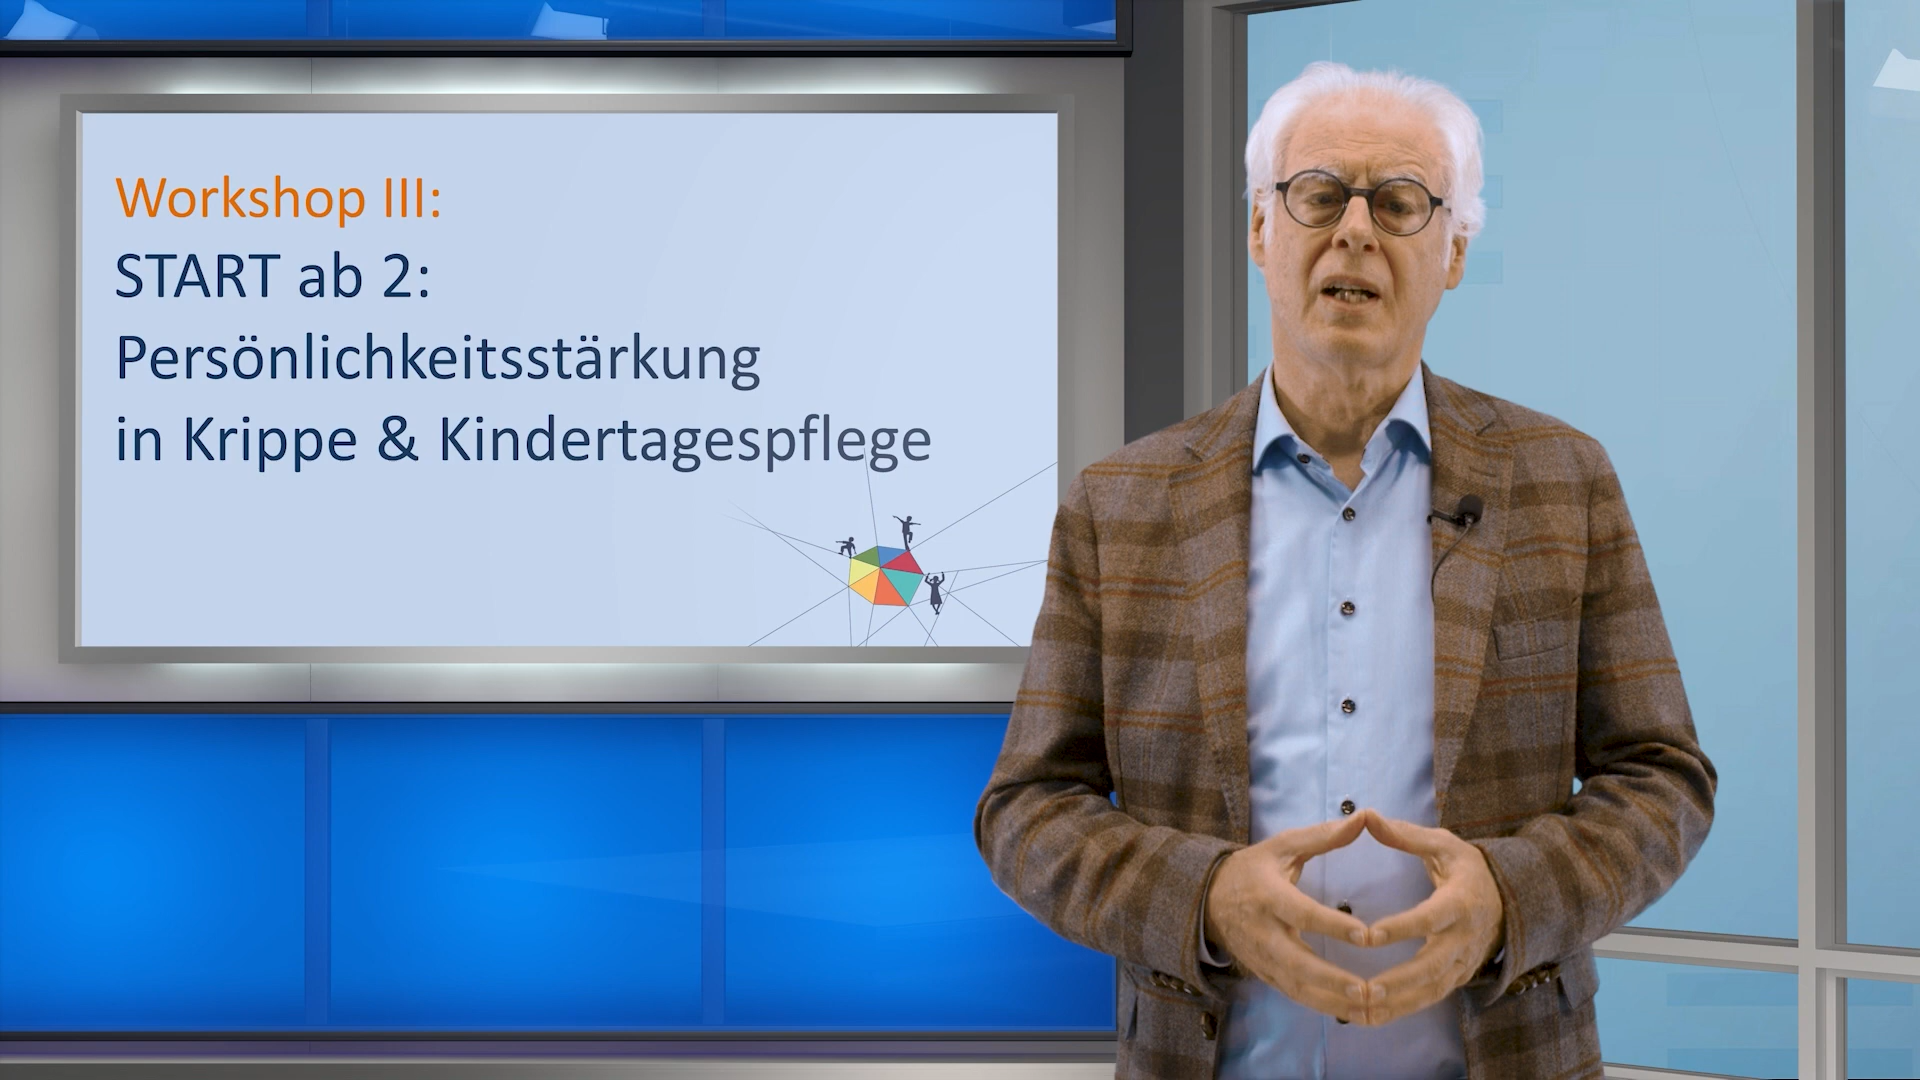 Workshop III:
START ab 2:
Persönlichkeitsstärkung
in Krippe & Kindertagespflege